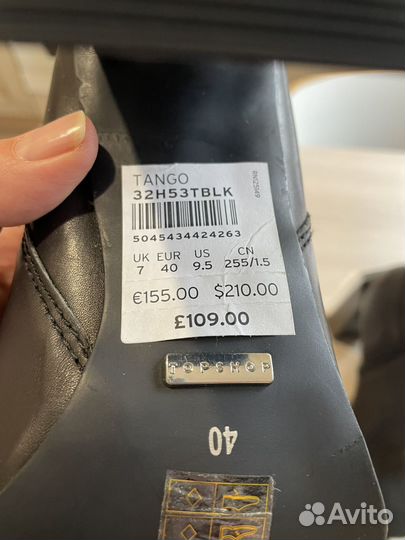 TANGO
32H53TBLK
RN12549
5045434424263
UK EUR US CN
7 40 9.5 255/1.5
€155.00 $210.00
£109.00
TOPSHOP
40
Avito